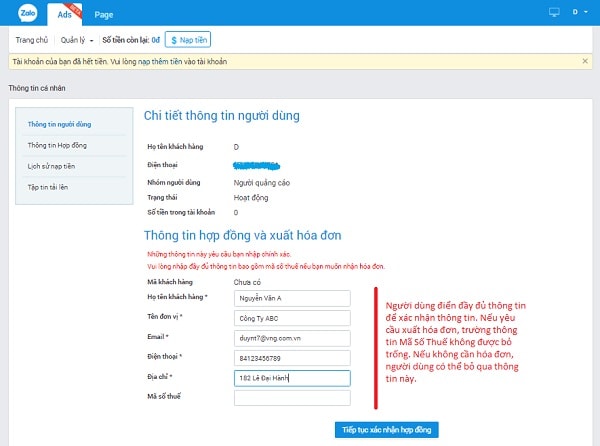 Zalo Ads BETA Page D
Trang chủ Quản lý Số tiền còn lại: 0đ $ Nạp tiền
Tài khoản của bạn đã hết tiền. Vui lòng nạp thêm tiền vào tài khoản ×
Thông tin cá nhân
Thông tin người dùng
Thông tin Hợp đồng
Lịch sử nạp tiền
Tập tin tải lên
Chi tiết thông tin người dùng
Họ tên khách hàng D
Điện thoại
Nhóm người dùng Người quảng cáo
Trạng thái Hoạt động
Số tiền trong tài khoản 0
Thông tin hợp đồng và xuất hóa đơn
Những thông tin này yêu cầu bạn nhập chính xác.
Vui lòng nhập đầy đủ thông tin bao gồm mã số thuế nếu bạn muốn nhận hóa đơn.
Mã khách hàng Chưa có
Họ tên khách hàng * Nguyễn Văn A
Tên đơn vị * Công Ty ABC
Email * duynt7@vng.com.vn
Điện thoại * 84123456789
Địa chỉ * 182 Lê Đại Hành
Mã số thuế
Người dùng điền đầy đủ thông tin
để xác nhận thông tin. Nếu yêu
cầu xuất hóa đơn, trường thông
tin Mã Số Thuế không được bỏ
trống. Nếu không cần hóa đơn,
người dùng có thể bỏ qua thông
tin này.
Tiếp tục xác nhận hợp đồng